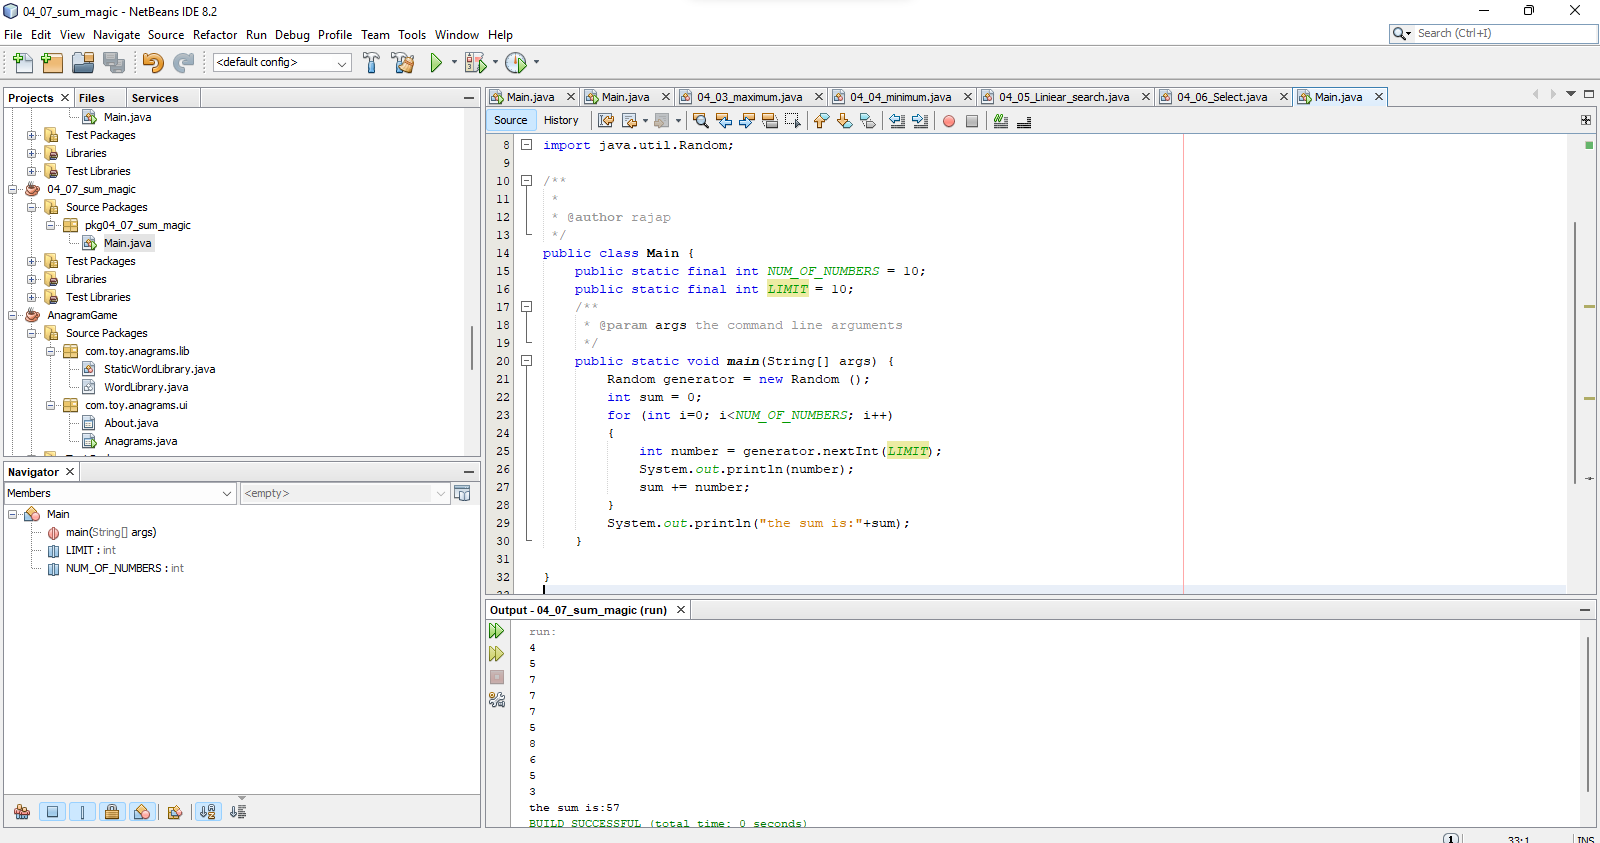 04_07_sum_magic - NetBeans IDE 8.2
File Edit View Navigate Source Refactor Run Debug Profile Team Tools Window Help
Search (Ctrl+I)
<default config>
Projects Files Services
Main.java
Test Packages
Libraries
Test Libraries
04_07_sum_magic
Source Packages
pkg04_07_sum_magic
Main.java
Test Packages
Libraries
Test Libraries
AnagramGame
Source Packages
com.toy.anagrams.lib
StaticWordLibrary.java
WordLibrary.java
com.toy.anagrams.ui
About.java
Anagrams.java
Navigator
Members <empty>
Main
main(String[] args)
LIMIT : int
NUM_OF_NUMBERS : int
Main.java Main.java 04_03_maximum.java 04_04_minimum.java 04_05_Liniear_search.java 04_06_Select.java Main.java
Source History
8 import java.util.Random;
9
10 /**
11 *
12 * @author rajap
13 */
14 public class Main {
15 public static final int NUM_OF_NUMBERS = 10;
16 public static final int LIMIT = 10;
17 /**
18 * @param args the command line arguments
19 */
20 public static void main(String[] args) {
21 Random generator = new Random ();
22 int sum = 0;
23 for (int i=0; i<NUM_OF_NUMBERS; i++)
24 {
25 int number = generator.nextInt(LIMIT);
26 System.out.println(number);
27 sum += number;
28 }
29 System.out.println("the sum is:"+sum);
30 }
31
32 }
Output - 04_07_sum_magic (run)
run:
4
5
7
7
7
5
8
6
5
3
the sum is:57
BUILD SUCCESSFUL (total time: 0 seconds)
1 33:1 INS